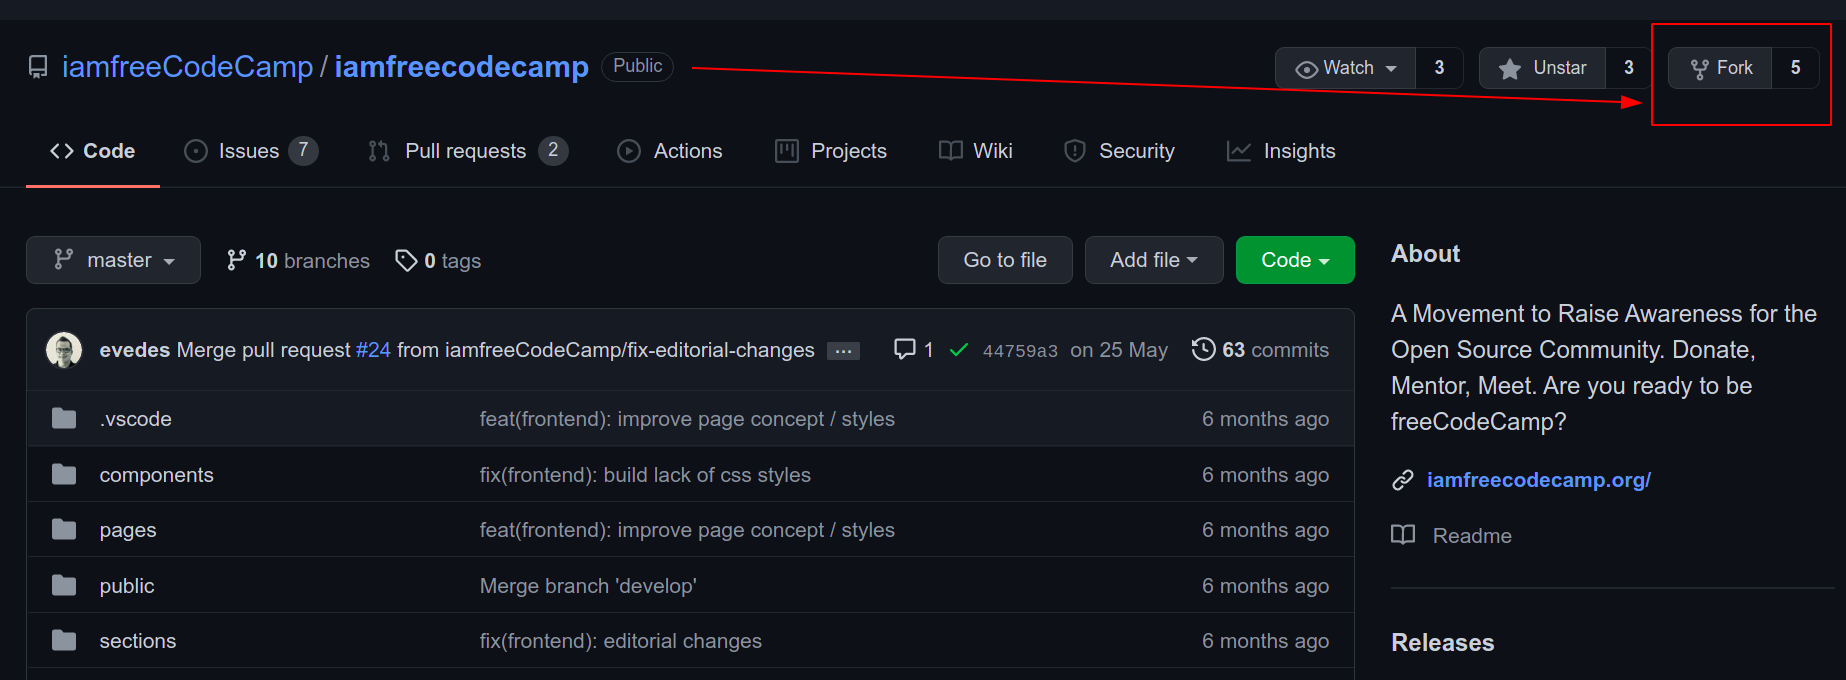 iamfreeCodeCamp / iamfreecodecamp Public Watch 3 Unstar 3 Fork 5
Code Issues 7 Pull requests 2 Actions Projects Wiki Security Insights
master 10 branches 0 tags Go to file Add file Code
evedes Merge pull request #24 from iamfreeCodeCamp/fix-editorial-changes ... 1 44759a3 on 25 May 63 commits
.vscode feat(frontend): improve page concept / styles 6 months ago
components fix(frontend): build lack of css styles 6 months ago
pages feat(frontend): improve page concept / styles 6 months ago
public Merge branch 'develop' 6 months ago
sections fix(frontend): editorial changes 6 months ago
About
A Movement to Raise Awareness for the
Open Source Community. Donate,
Mentor, Meet. Are you ready to be
freeCodeCamp?
iamfreecodecamp.org/
Readme
Releases